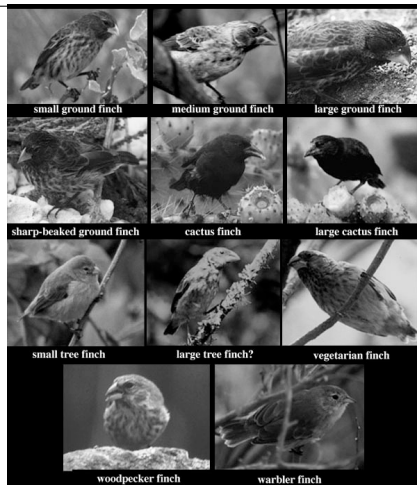 small ground finch
medium ground finch
large ground finch
sharp-beaked ground finch
cactus finch
large cactus finch
small tree finch
large tree finch?
vegetarian finch
woodpecker finch
warbler finch